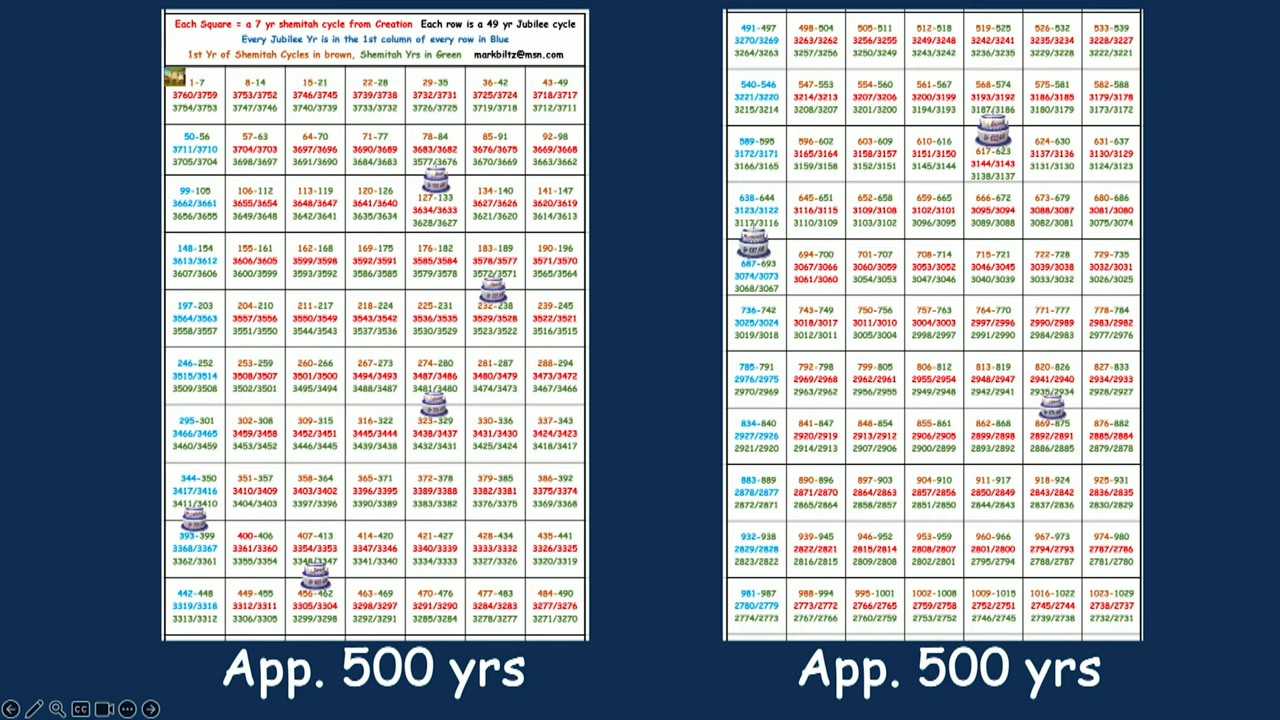 Each Square = a 7 yr shemitah cycle from Creation Each row is a 49 yr Jubilee cycle
Every Jubilee Yr is in the 1st column of every row in Blue
1st Yr of Shemitah Cycles in brown, Shemitah Yrs in Green markbiltz@msn.com
1-7 8-14 15-21 22-28 29-35 36-42 43-49
3760/3759 3753/3752 3746/3745 3739/3738 3732/3731 3725/3724 3718/3717
3754/3753 3747/3746 3740/3739 3733/3732 3726/3725 3719/3718 3712/3711
50-56 57-63 64-70 71-77 78-84 85-91 92-98
3711/3710 3704/3703 3697/3696 3690/3689 3683/3682 3676/3675 3669/3668
3705/3704 3698/3697 3691/3690 3684/3683 3577/3676 3670/3669 3663/3662
99-105 106-112 113-119 120-126 127-133 134-140 141-147
3662/3661 3655/3654 3648/3647 3641/3640 3634/3633 3627/3626 3620/3619
3656/3655 3649/3648 3642/3641 3635/3634 3628/3627 3621/3620 3614/3613
148-154 155-161 162-168 169-175 176-182 183-189 190-196
3613/3612 3606/3605 3599/3598 3592/3591 3585/3584 3578/3577 3571/3570
3607/3606 3600/3599 3593/3592 3586/3585 3579/3578 3572/3571 3565/3564
197-203 204-210 211-217 218-224 225-231 232-238 239-245
3564/3563 3557/3556 3550/3549 3543/3542 3536/3535 3529/3528 3522/3521
3558/3557 3551/3550 3544/3543 3537/3536 3530/3529 3523/3522 3516/3515
246-252 253-259 260-266 267-273 274-280 281-287 288-294
3515/3514 3508/3507 3501/3500 3494/3493 3487/3486 3480/3479 3473/3472
3509/3508 3502/3501 3495/3494 3488/3487 3481/3480 3474/3473 3467/3466
295-301 302-308 309-315 316-322 323-329 330-336 337-343
3466/3465 3459/3458 3452/3451 3445/3444 3438/3437 3431/3430 3424/3423
3460/3459 3453/3452 3446/3445 3439/3438 3432/3431 3425/3424 3418/3417
344-350 351-357 358-364 365-371 372-378 379-385 386-392
3417/3416 3410/3409 3403/3402 3396/3395 3389/3388 3382/3381 3375/3374
3411/3410 3404/3403 3397/3396 3390/3389 3383/3382 3376/3375 3369/3368
393-399 400-406 407-413 414-420 421-427 428-434 435-441
3368/3367 3361/3360 3354/3353 3347/3346 3340/3339 3333/3332 3326/3325
3362/3361 3355/3354 3348/3347 3341/3340 3334/3333 3327/3326 3320/3319
442-448 449-455 456-462 463-469 470-476 477-483 484-490
3319/3318 3312/3311 3305/3304 3298/3297 3291/3290 3284/3283 3277/3276
3313/3312 3306/3305 3299/3298 3292/3291 3285/3284 3278/3277 3271/3270
App. 500 yrs
491-497 498-504 505-511 512-518 519-525 526-532 533-539
3270/3269 3263/3262 3256/3255 3249/3248 3242/3241 3235/3234 3228/3227
3264/3263 3257/3256 3250/3249 3243/3242 3236/3235 3229/3228 3222/3221
540-546 547-553 554-560 561-567 568-574 575-581 582-588
3221/3220 3214/3213 3207/3206 3200/3199 3193/3192 3186/3185 3179/3178
3215/3214 3208/3207 3201/3200 3194/3193 3187/3186 3180/3179 3173/3172
589-595 596-602 603-609 610-616 617-623 624-630 631-637
3172/3171 3165/3164 3158/3157 3151/3150 3144/3143 3137/3136 3130/3129
3166/3165 3159/3158 3152/3151 3145/3144 3138/3137 3131/3130 3124/3123
638-644 645-651 652-658 659-665 666-672 673-679 680-686
3123/3122 3116/3115 3109/3108 3102/3101 3095/3094 3088/3087 3081/3080
3117/3116 3110/3109 3103/3102 3096/3095 3089/3088 3082/3081 3075/3074
687-693 694-700 701-707 708-714 715-721 722-728 729-735
3074/3073 3067/3066 3060/3059 3053/3052 3046/3045 3039/3038 3032/3031
3068/3067 3061/3060 3054/3053 3047/3046 3040/3039 3033/3032 3026/3025
736-742 743-749 750-756 757-763 764-770 771-777 778-784
3025/3024 3018/3017 3011/3010 3004/3003 2997/2996 2990/2989 2983/2982
3019/3018 3012/3011 3005/3004 2998/2997 2991/2990 2984/2983 2977/2976
785-791 792-798 799-805 806-812 813-819 820-826 827-833
2976/2975 2969/2968 2962/2961 2955/2954 2948/2947 2941/2940 2934/2933
2970/2969 2963/2962 2956/2955 2949/2948 2942/2941 2935/2934 2928/2927
834-840 841-847 848-854 855-861 862-868 869-875 876-882
2927/2926 2920/2919 2913/2912 2906/2905 2899/2898 2892/2891 2885/2884
2921/2920 2914/2913 2907/2906 2900/2899 2893/2892 2886/2885 2879/2878
883-889 890-896 897-903 904-910 911-917 918-924 925-931
2878/2877 2871/2870 2864/2863 2857/2856 2850/2849 2843/2842 2836/2835
2872/2871 2865/2864 2858/2857 2851/2850 2844/2843 2837/2836 2830/2829
932-938 939-945 946-952 953-959 960-966 967-973 974-980
2829/2828 2822/2821 2815/2814 2808/2807 2801/2800 2794/2793 2787/2786
2823/2822 2816/2815 2809/2808 2802/2801 2795/2794 2788/2787 2781/2780
981-987 988-994 995-1001 1002-1008 1009-1015 1016-1022 1023-1029
2780/2779 2773/2772 2766/2765 2759/2758 2752/2751 2745/2744 2738/2737
2774/2773 2767/2766 2760/2759 2753/2752 2746/2745 2739/2738 2732/2731
App. 500 yrs
CC